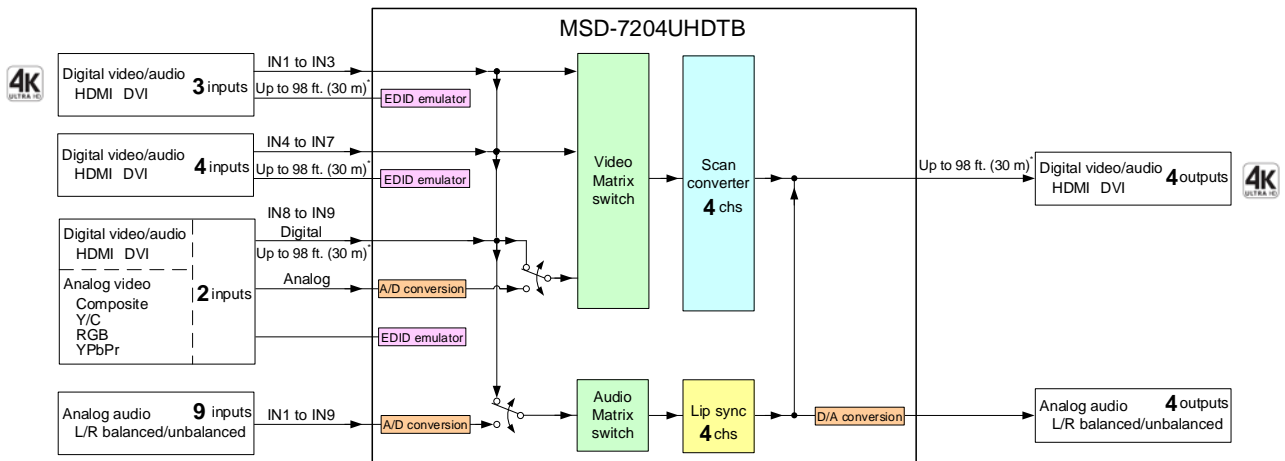 MSD-7204UHDTB
4K
ULTRA HD
Digital video/audio
HDMI DVI
3 inputs
IN1 to IN3
Up to 98 ft. (30 m)*
EDID emulator
Digital video/audio
HDMI DVI
4 inputs
IN4 to IN7
Up to 98 ft. (30 m)*
EDID emulator
Digital video/audio
HDMI DVI
Analog video
Composite
Y/C
RGB
YPbPr
2 inputs
IN8 to IN9
Digital
Up to 98 ft. (30 m)*
Analog
A/D conversion
EDID emulator
Analog audio 9 inputs
L/R balanced/unbalanced
IN1 to IN9
A/D conversion
Video
Matrix
switch
Scan
converter
4 chs
Audio
Matrix
switch
Lip sync
4 chs
D/A conversion
Up to 98 ft. (30 m)*
Digital video/audio 4 outputs
HDMI DVI
4K
ULTRA HD
Analog audio 4 outputs
L/R balanced/unbalanced